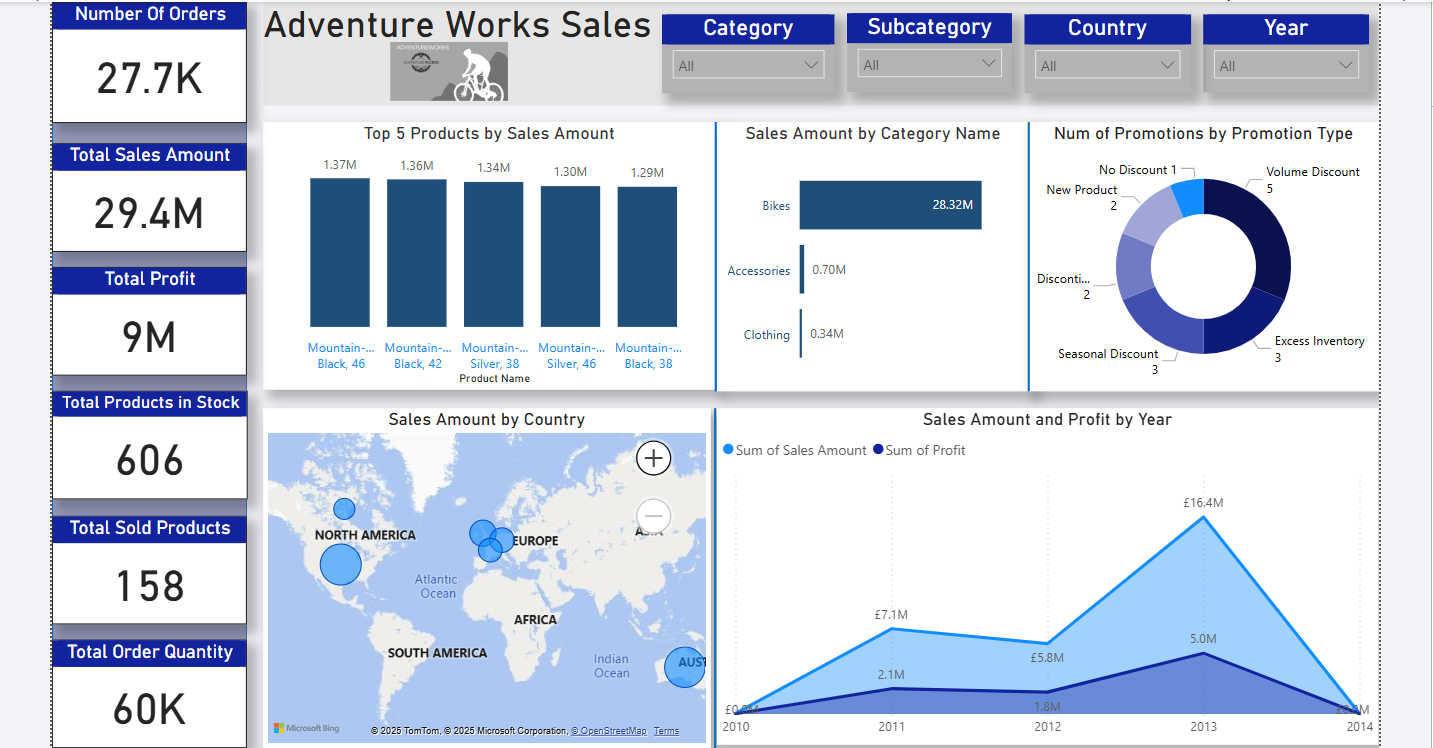 Number Of Orders
27.7K
Total Sales Amount
29.4M
Total Profit
9M
Total Products in Stock
606
Total Sold Products
158
Total Order Quantity
60K
Adventure Works Sales
ADVENTUREWORKS
Category
All
Subcategory
All
Country
All
Year
All
Top 5 Products by Sales Amount
1.37M
1.36M
1.34M
1.30M
1.29M
Mountain-...
Black, 46
Mountain-...
Black, 42
Mountain-...
Silver, 38
Mountain-...
Silver, 46
Mountain-...
Black, 38
Product Name
Sales Amount by Category Name
Bikes
28.32M
Accessories
0.70M
Clothing
0.34M
Num of Promotions by Promotion Type
No Discount 1
Volume Discount
5
New Product
2
Disconti...
2
Seasonal Discount
3
Excess Inventory
3
Sales Amount by Country
NORTH AMERICA
EUROPE
Atlantic
Ocean
AFRICA
SOUTH AMERICA
Indian
Ocean
AUST
Microsoft Bing
© 2025 TomTom, © 2025 Microsoft Corporation, © OpenStreetMap Terms
Sales Amount and Profit by Year
Sum of Sales Amount
Sum of Profit
£16.4M
£7.1M
£5.8M
5.0M
2.1M
1.8M
2010
2011
2012
2013
2014